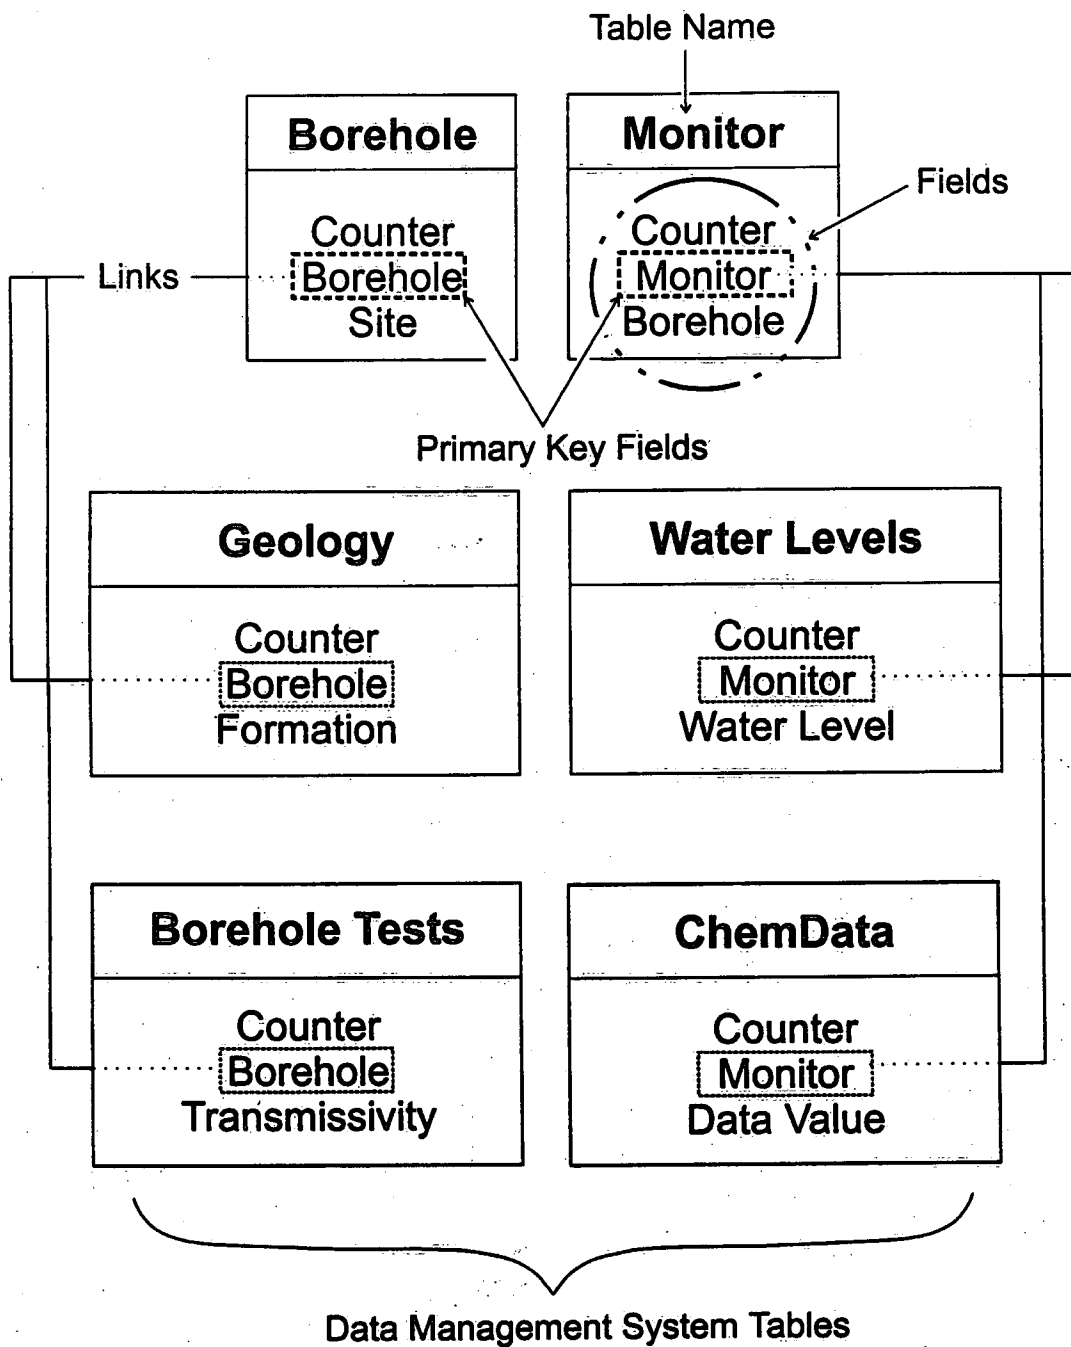 Table Name
Borehole
Monitor
Fields
Counter
Borehole
Site
Links
Counter
Monitor
Borehole
Primary Key Fields
Geology
Counter
Borehole
Formation
Water Levels
Counter
Monitor
Water Level
Borehole Tests
Counter
Borehole
Transmissivity
ChemData
Counter
Monitor
Data Value
Data Management System Tables